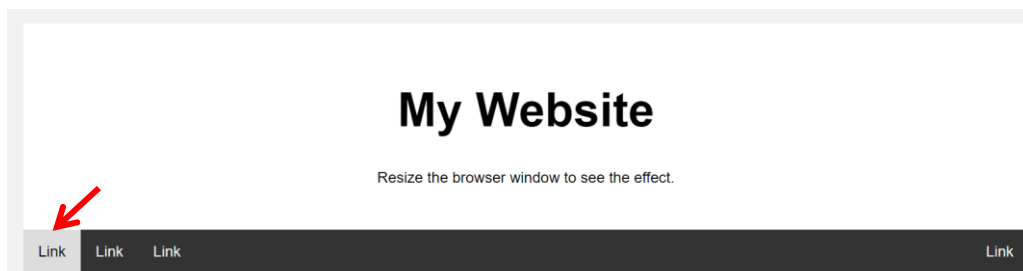 My Website
Resize the browser window to see the effect.
Link Link Link Link